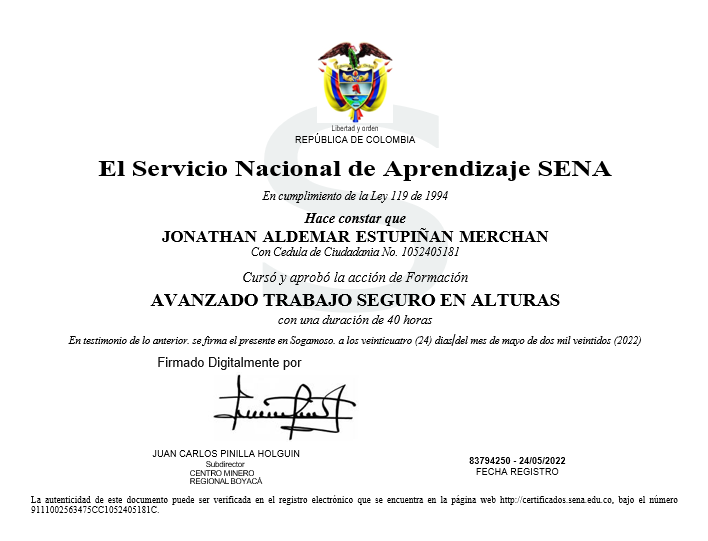 Libertad y orden
REPÚBLICA DE COLOMBIA
El Servicio Nacional de Aprendizaje SENA
En cumplimiento de la Ley 119 de 1994
Hace constar que
JONATHAN ALDEMAR ESTUPIÑAN MERCHAN
Con Cedula de Ciudadania No. 1052405181
Cursó y aprobó la acción de Formación
AVANZADO TRABAJO SEGURO EN ALTURAS
con una duración de 40 horas
En testimonio de lo anterior. se firma el presente en Sogamoso. a los veinticuatro (24) dias del mes de mayo de dos mil veintidos (2022)
Firmado Digitalmente por
JUAN CARLOS PINILLA HOLGUIN
Subdirector
CENTRO MINERO
REGIONAL BOYACÁ
83794250 - 24/05/2022
FECHA REGISTRO
La autenticidad de este documento puede ser verificada en el registro electrónico que se encuentra en la página web http://certificados.sena.edu.co, bajo el número
9111002563475CC1052405181C.